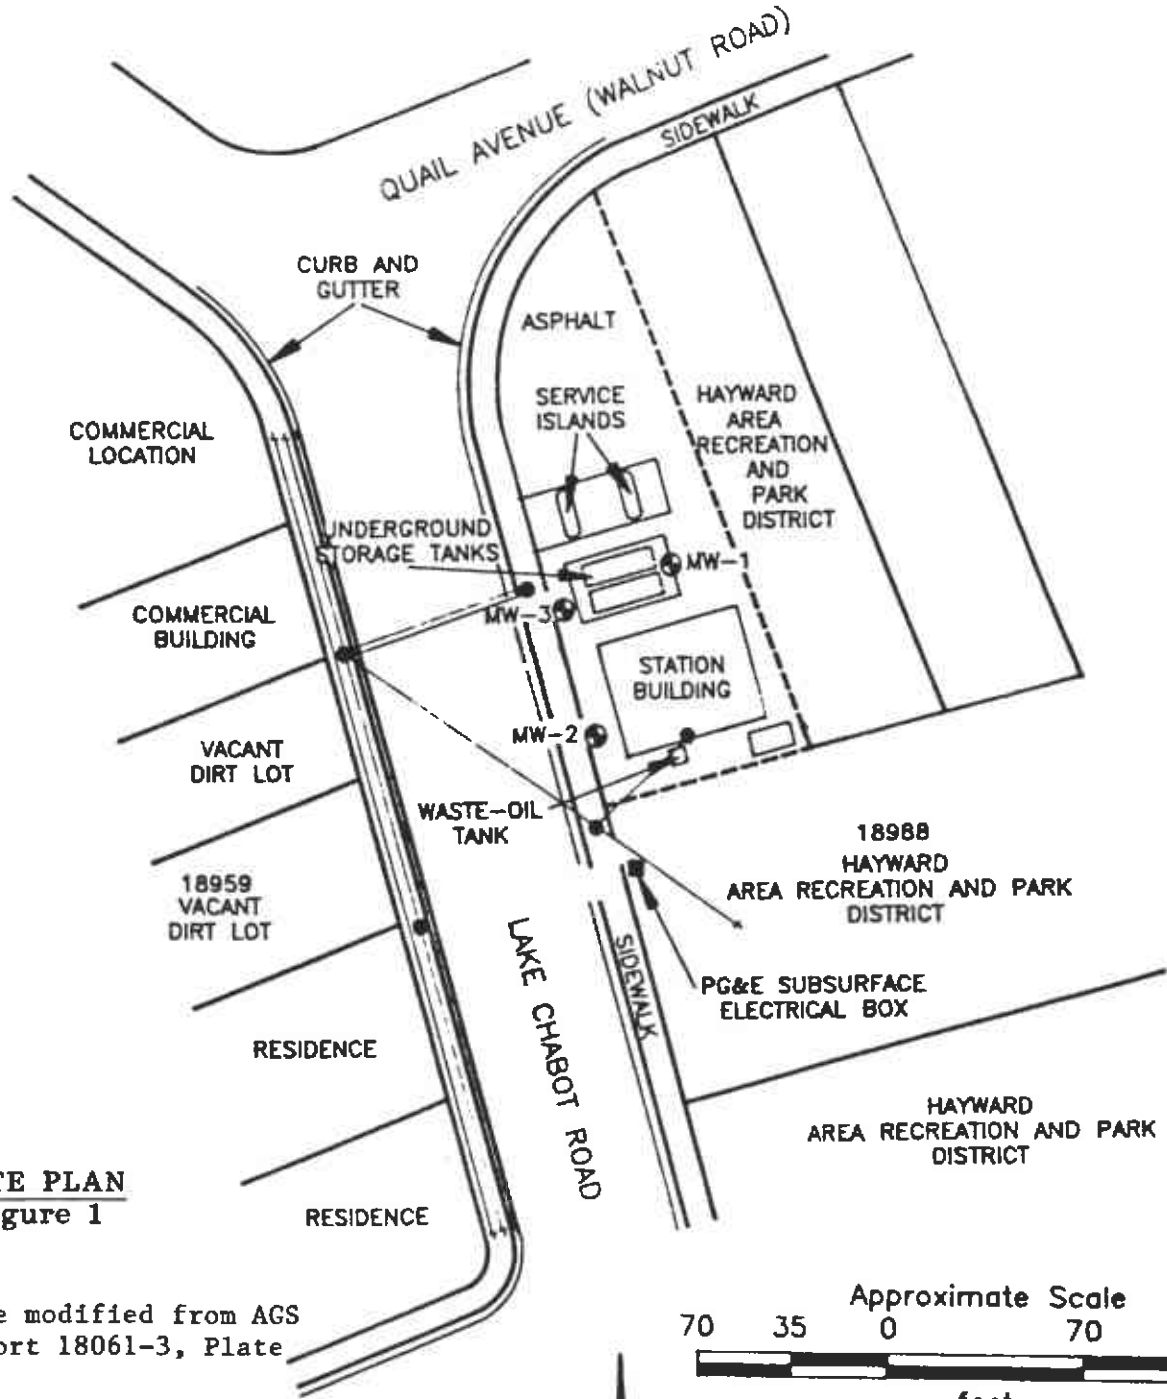 QUAIL AVENUE (WALNUT ROAD)
SIDEWALK
CURB AND
GUTTER
ASPHALT
SERVICE
ISLANDS
HAYWARD
AREA
RECREATION
AND
PARK
DISTRICT
COMMERCIAL
LOCATION
UNDERGROUND
STORAGE TANKS
MW-1
MW-3
COMMERCIAL
BUILDING
STATION
BUILDING
MW-2
VACANT
DIRT LOT
WASTE-OIL
TANK
18988
HAYWARD
AREA RECREATION AND PARK
DISTRICT
18959
VACANT
DIRT LOT
LAKE CHABOT ROAD
SIDEWALK
PG&E SUBSURFACE
ELECTRICAL BOX
RESIDENCE
HAYWARD
AREA RECREATION AND PARK
DISTRICT
RESIDENCE
TE PLAN
gure 1
e modified from AGS
ort 18061-3, Plate
Approximate Scale
70 35 0 70